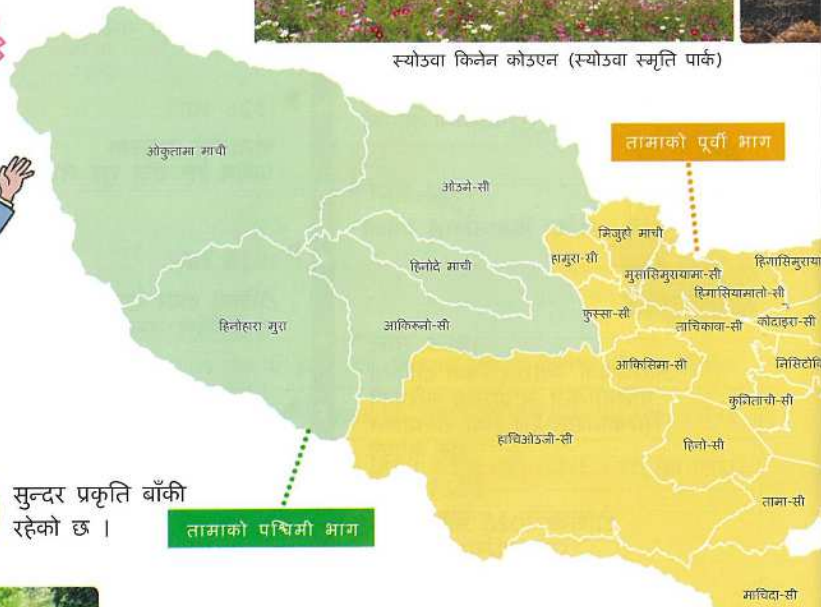 स्योउवा किनेन कोउएन (स्योउवा स्मृति पार्क)
तामाको पूर्वी भाग
ओकुतामा माची
ओउमे-सी
मिजुहो माची
हामुरा-सी
हिनोदे माची
मुसासिमुरायामा-सी
हिगासियामातो-सी
फुस्सा-सी
हिनोहारा मुरा
आकिरुनो-सी
ताचिकावा-सी
कोदाइरा-सी
आकिसिमा-सी
कुनिताची-सी
हाचिओउजी-सी
हिनो-सी
सुन्दर प्रकृति बाँकी
रहेको छ ।
तामाको पश्चिमी भाग
तामा-सी
माचिदा-सी